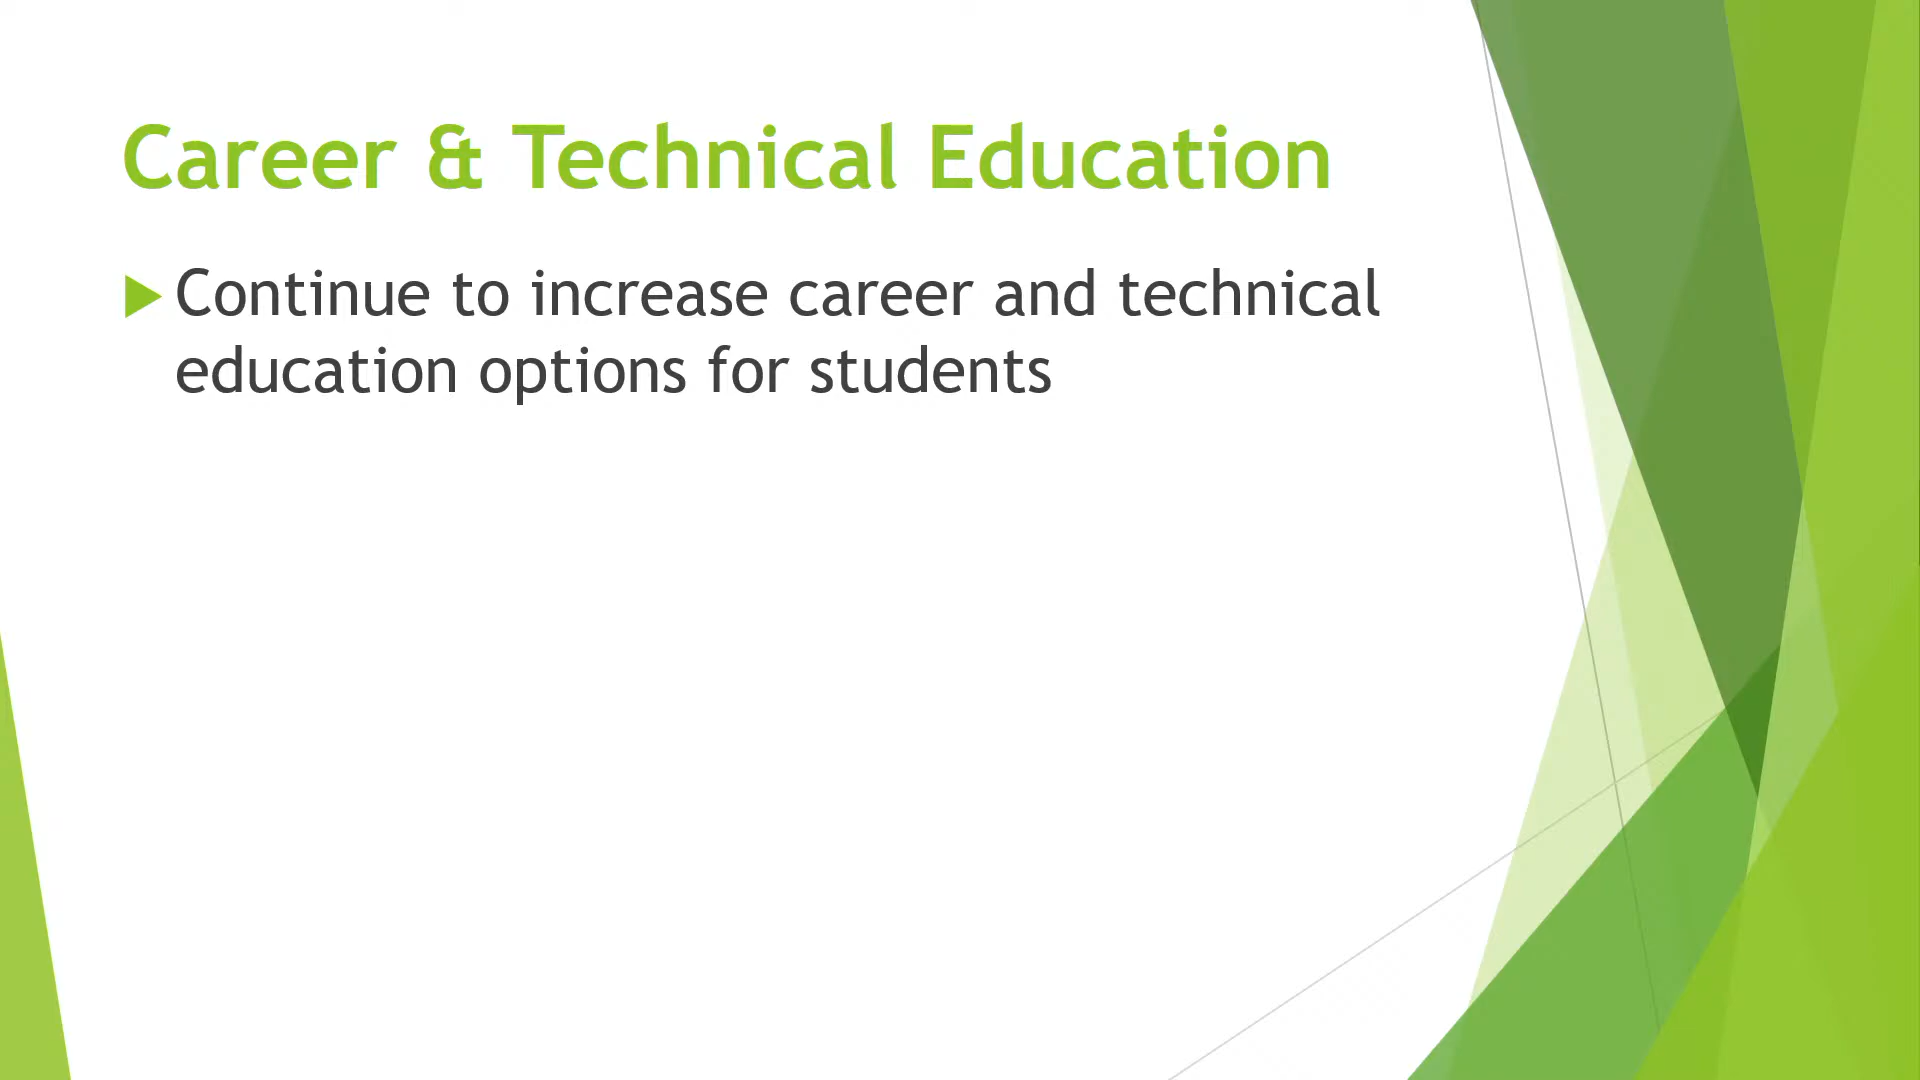 Career & Technical Education
Continue to increase career and technical
education options for students